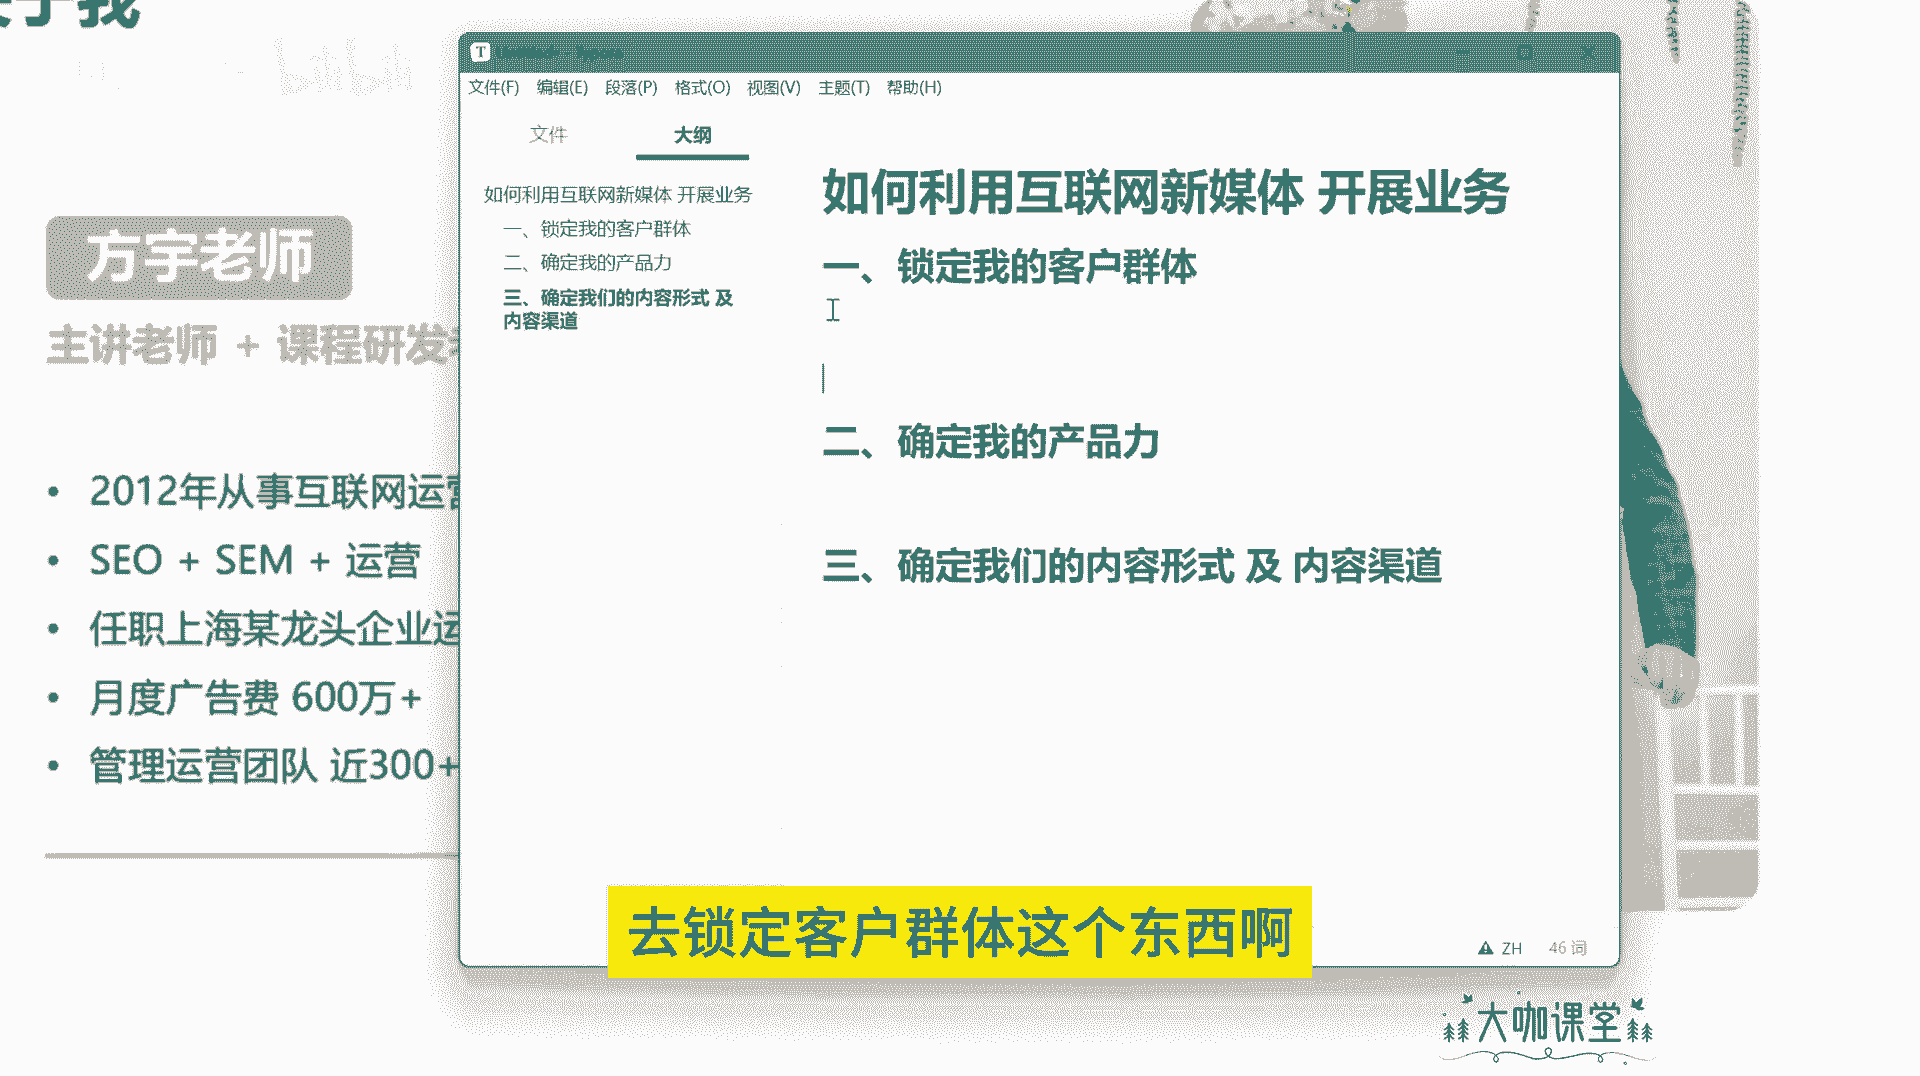 于我
bilibili
方宇老师
主讲老师 + 课程研发
2012年从事互联网运营
SEO + SEM + 运营
任职上海某龙头企业运
月度广告费 600万+
管理运营团队 近300+
T
文件(F) 编辑(E) 段落(P) 格式(O) 视图(V) 主题(T) 帮助(H)
文件 大纲
如何利用互联网新媒体 开展业务
一、锁定我的客户群体
二、确定我的产品力
三、确定我们的内容形式 及
内容渠道
如何利用互联网新媒体 开展业务
一、锁定我的客户群体
二、确定我的产品力
三、确定我们的内容形式 及 内容渠道
ZH 46 词
去锁定客户群体这个东西啊
大咖课堂